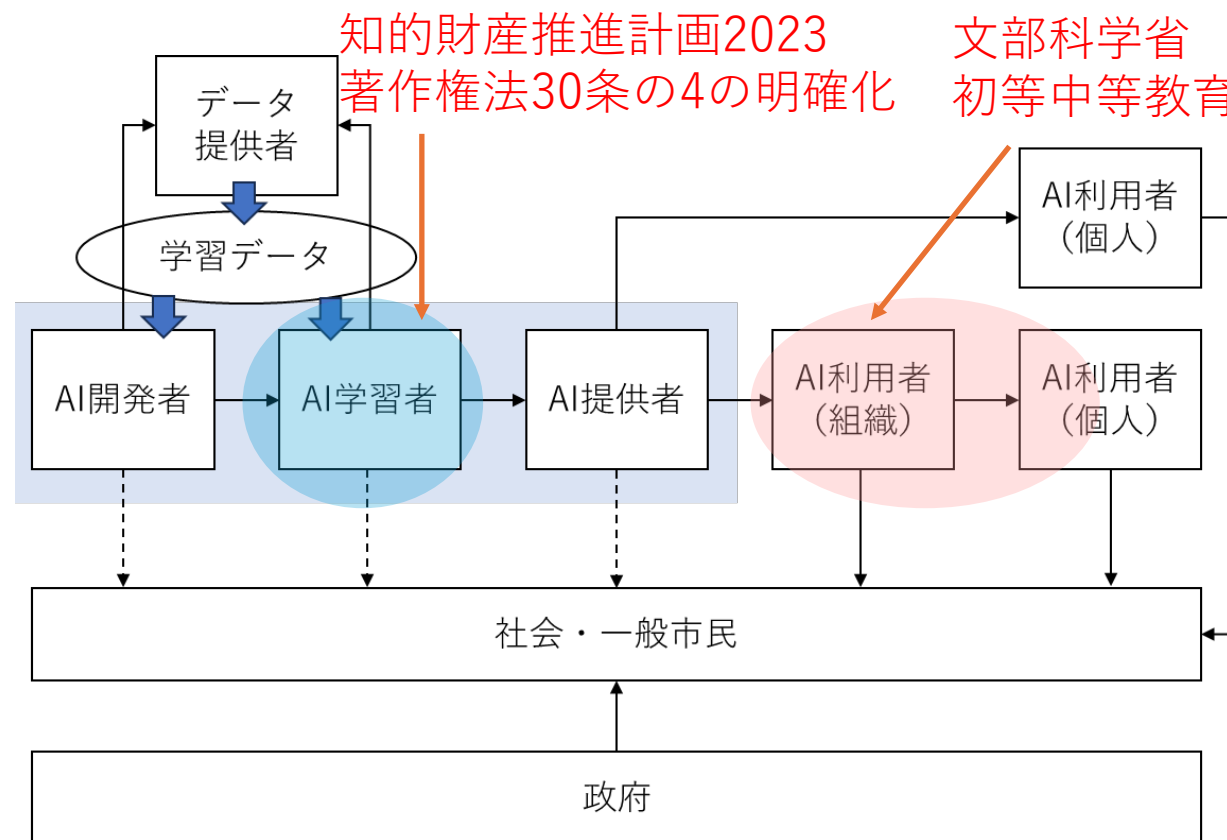 知的財産推進計画2023
著作権法30条の4の明確化
文部科学省
初等中等教育
データ
提供者
学習データ
AI利用者
（個人）
AI開発者
AI学習者
AI提供者
AI利用者
（組織）
AI利用者
（個人）
社会・一般市民
政府